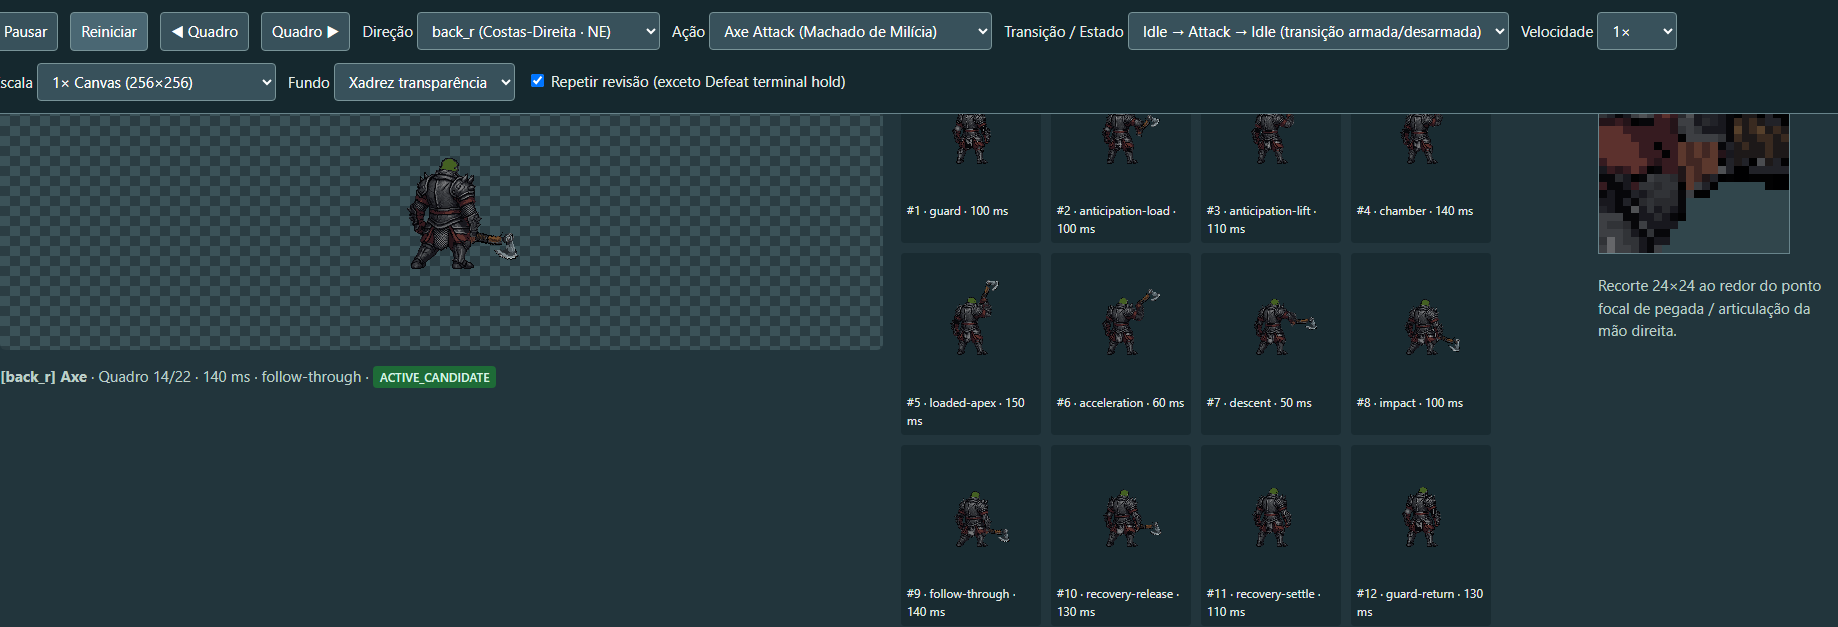 Pausar
Reiniciar
◀ Quadro
Quadro ▶
Direção
back_r (Costas-Direita · NE)
Ação
Axe Attack (Machado de Milícia)
Transição / Estado
Idle → Attack → Idle (transição armada/desarmada)
Velocidade
1×
scala
1× Canvas (256×256)
Fundo
Xadrez transparência
Repetir revisão (exceto Defeat terminal hold)
[back_r] Axe · Quadro 14/22 · 140 ms · follow-through · ACTIVE_CANDIDATE
#1 · guard · 100 ms
#2 · anticipation-load ·
100 ms
#3 · anticipation-lift ·
110 ms
#4 · chamber · 140 ms
#5 · loaded-apex · 150
ms
#6 · acceleration · 60 ms
#7 · descent · 50 ms
#8 · impact · 100 ms
#9 · follow-through ·
140 ms
#10 · recovery-release ·
130 ms
#11 · recovery-settle ·
110 ms
#12 · guard-return · 130
ms
Recorte 24×24 ao redor do ponto
focal de pegada / articulação da
mão direita.